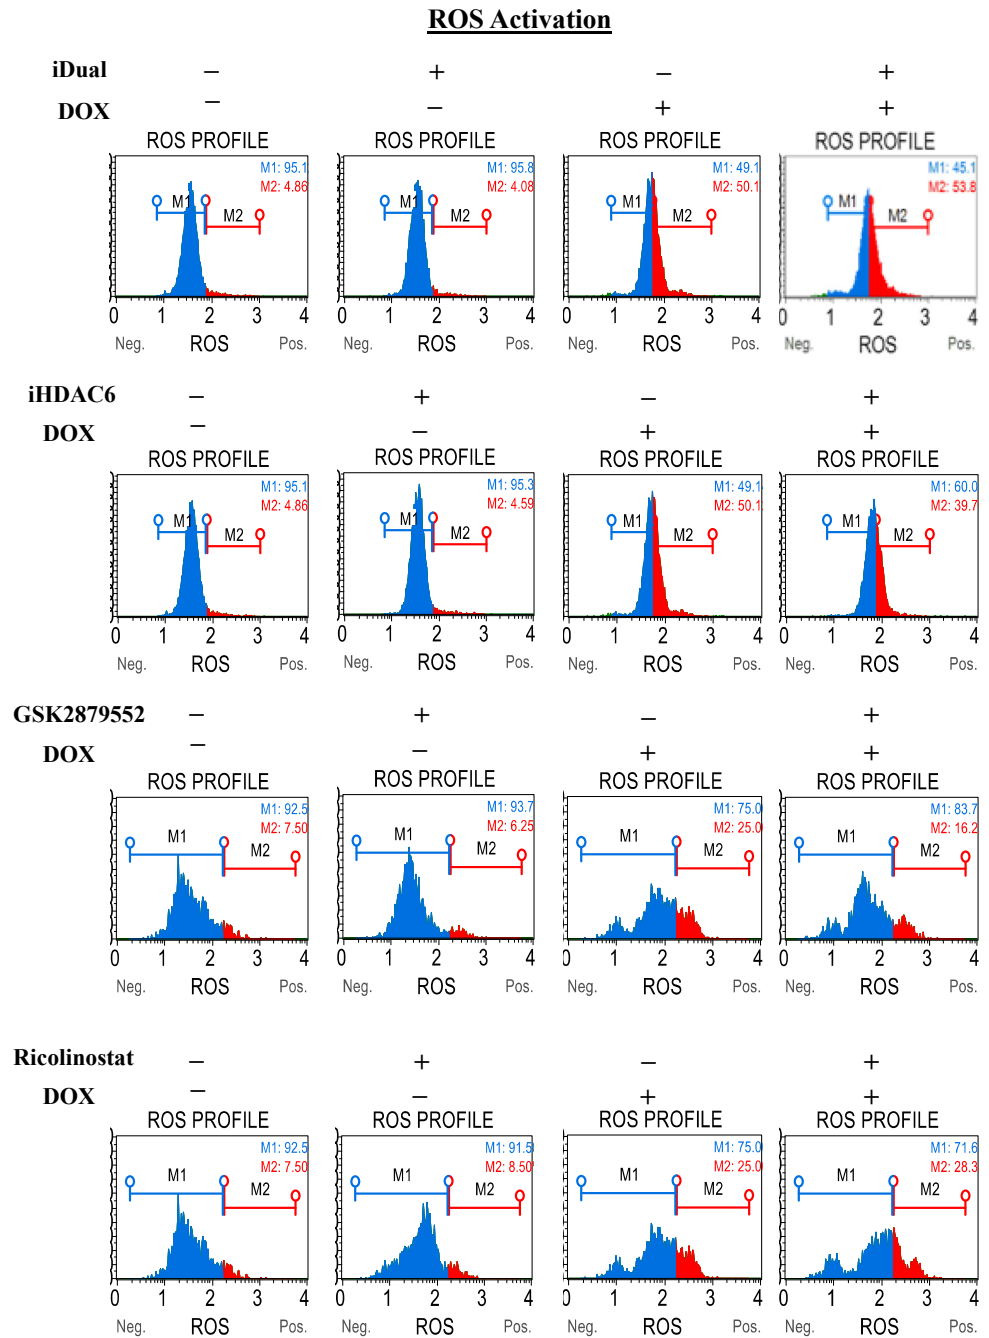 ROS Activation
iDual − + − +
DOX − − + +
ROS PROFILE ROS PROFILE ROS PROFILE ROS PROFILE
M1: 95.1 M1: 95.8 M1: 49.1 M1: 45.1
M2: 4.86 M2: 4.08 M2: 50.1 M2: 53.8
M1 M1 M1 M1
M2 M2 M2 M2
0 1 2 3 4 0 1 2 3 4 0 1 2 3 4 0 1 2 3 4
Neg. ROS Pos. Neg. ROS Pos. Neg. ROS Pos. Neg. ROS Pos.
iHDAC6 − + − +
DOX − − + +
ROS PROFILE ROS PROFILE ROS PROFILE ROS PROFILE
M1: 95.1 M1: 95.3 M1: 49.1 M1: 60.0
M2: 4.86 M2: 4.59 M2: 50.1 M2: 39.7
M1 M1 M1 M1
M2 M2 M2 M2
0 1 2 3 4 0 1 2 3 4 0 1 2 3 4 0 1 2 3 4
Neg. ROS Pos. Neg. ROS Pos. Neg. ROS Pos. Neg. ROS Pos.
GSK2879552 − + − +
DOX − − + +
ROS PROFILE ROS PROFILE ROS PROFILE ROS PROFILE
M1: 92.5 M1: 93.7 M1: 75.0 M1: 83.7
M2: 7.50 M2: 6.25 M2: 25.0 M2: 16.2
M1 M1 M1 M1
M2 M2 M2 M2
0 1 2 3 4 0 1 2 3 4 0 1 2 3 4 0 1 2 3 4
Neg. ROS Pos. Neg. ROS Pos. Neg. ROS Pos. Neg. ROS Pos.
Ricolinostat − + − +
DOX − − + +
ROS PROFILE ROS PROFILE ROS PROFILE ROS PROFILE
M1: 92.5 M1: 91.5 M1: 75.0 M1: 71.6
M2: 7.50 M2: 8.50 M2: 25.0 M2: 28.3
M1 M1 M1 M1
M2 M2 M2 M2
0 1 2 3 4 0 1 2 3 4 0 1 2 3 4 0 1 2 3 4
Neg. ROS Pos. Neg. ROS Pos. Neg. ROS Pos. Neg. ROS Pos.